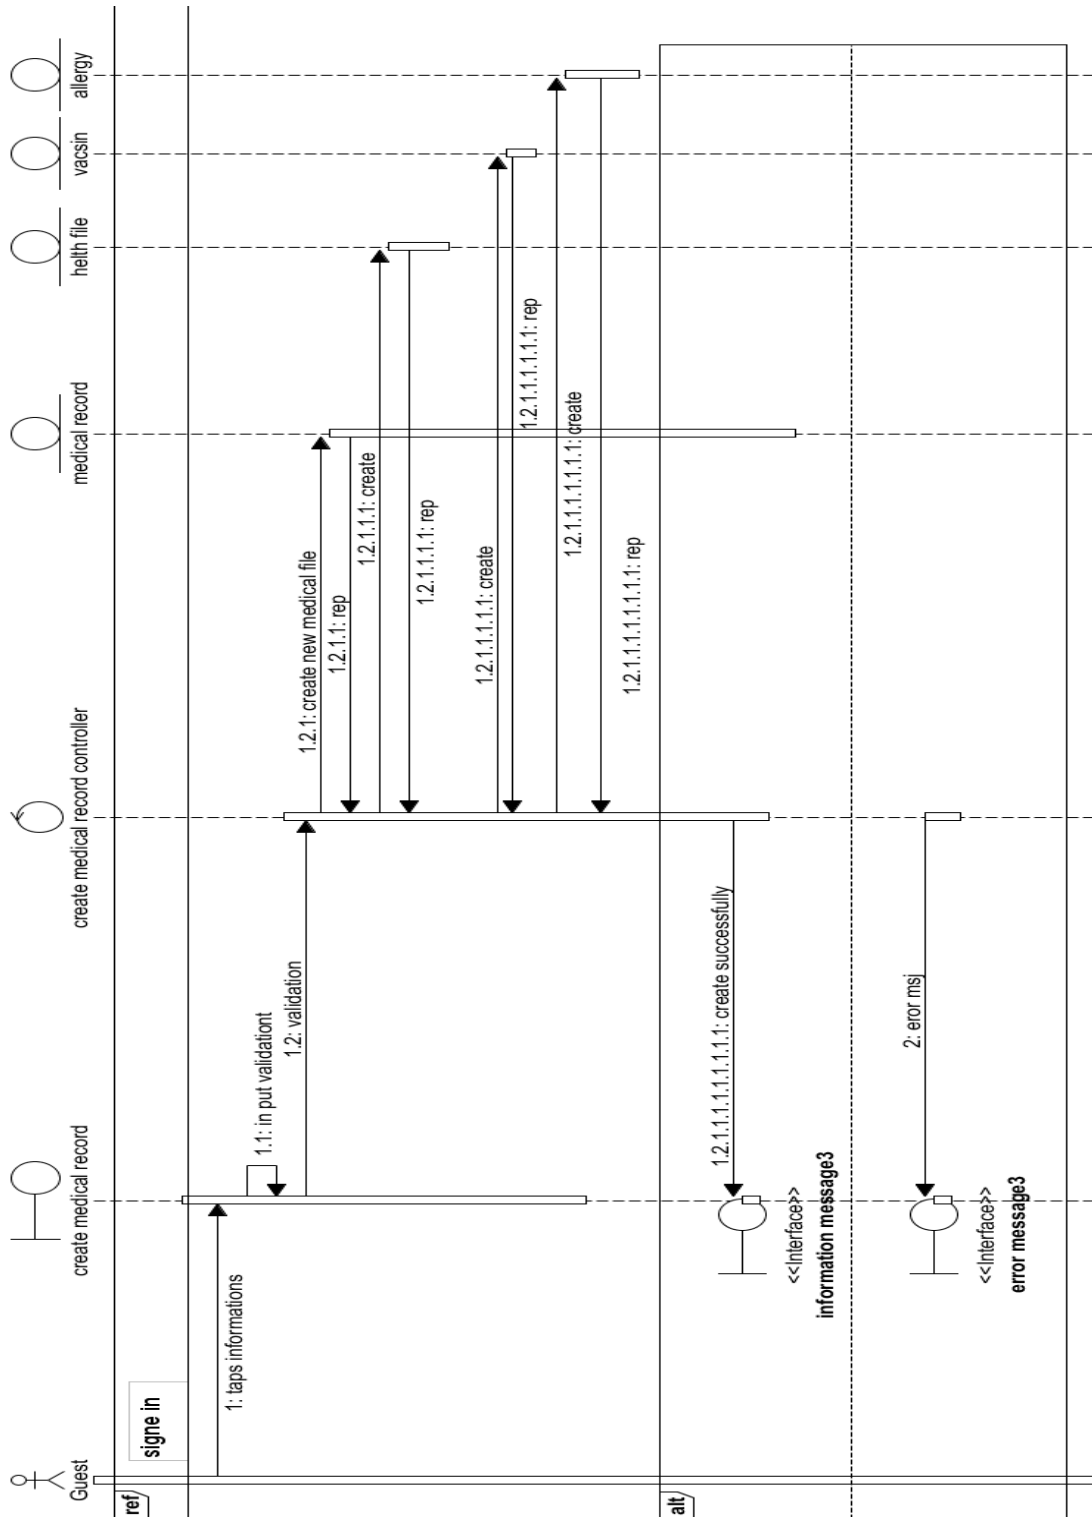 Guest
create medical record
create medical record controller
medical record
helth file
vacsin
allergy
ref
signe in
1: taps informations
1.1: in put validationt
1.2: validation
1.2.1: create new medical file
1.2.1.1: rep
1.2.1.1.1: create
1.2.1.1.1.1: rep
1.2.1.1.1.1.1: create
1.2.1.1.1.1.1.1: rep
1.2.1.1.1.1.1.1.1: create
1.2.1.1.1.1.1.1.1.1: rep
alt
1.2.1.1.1.1.1.1.1.1.1: create successfully
<<Interface>>
information message3
2: eror msj
<<Interface>>
error message3